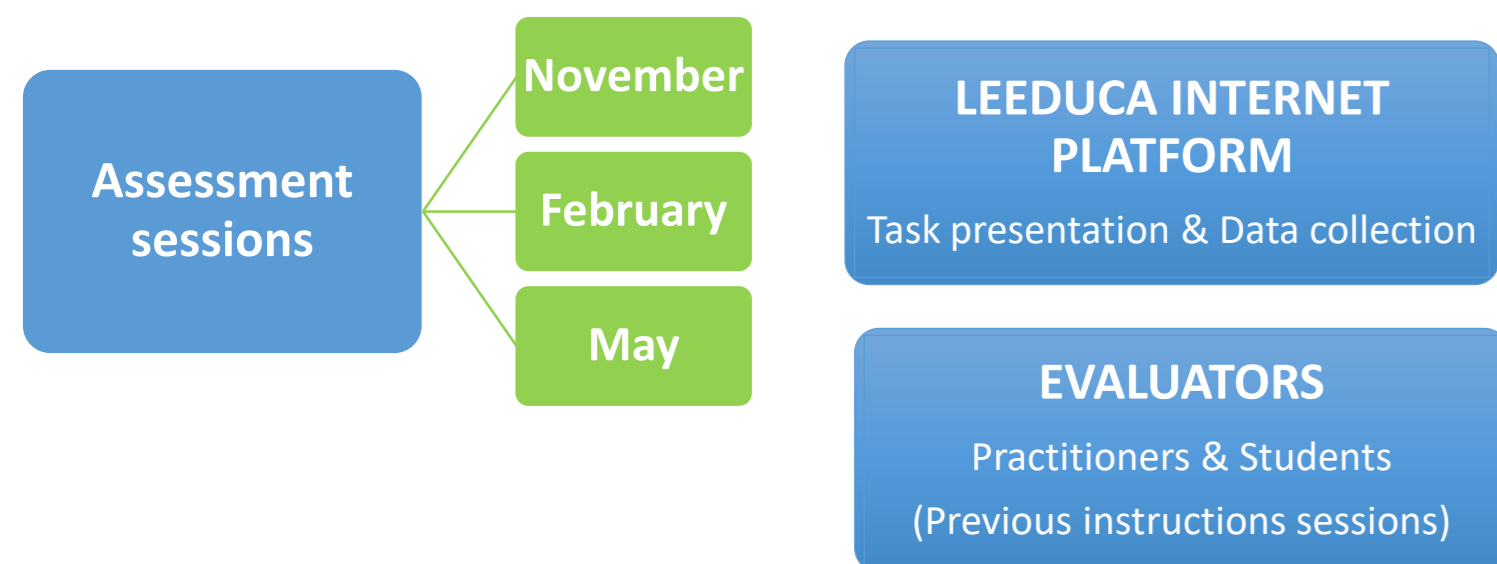 Assessment
sessions
November
February
May
LEEDUCA INTERNET
PLATFORM
Task presentation & Data collection
EVALUATORS
Practitioners & Students
(Previous instructions sessions)